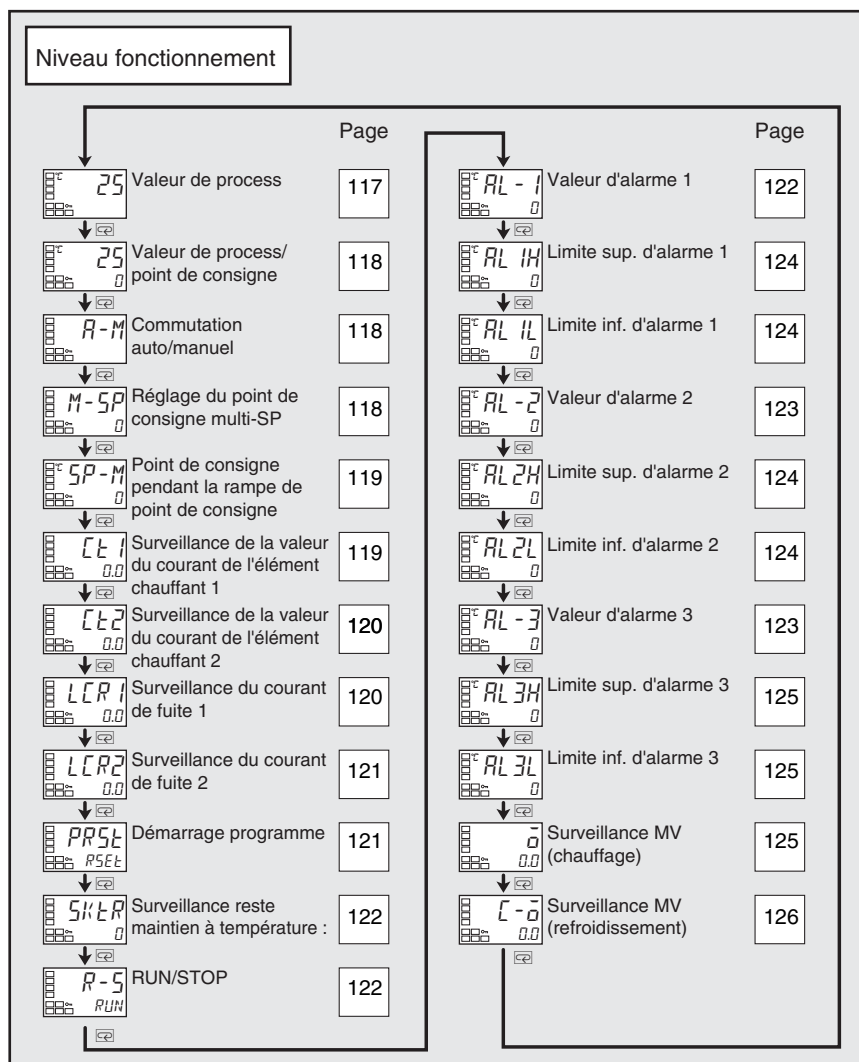 Niveau fonctionnement
Page
25
Valeur de process
117
25
0
Valeur de process/
point de consigne
118
A-M
Commutation
auto/manuel
118
M-SP
0
Réglage du point de
consigne multi-SP
118
SP-M
0
Point de consigne
pendant la rampe de
point de consigne
119
Ct1
0.0
Surveillance de la valeur
du courant de l'élément
chauffant 1
119
Ct2
0.0
Surveillance de la valeur
du courant de l'élément
chauffant 2
120
LCR1
0.0
Surveillance du courant
de fuite 1
120
LCR2
0.0
Surveillance du courant
de fuite 2
121
PRSt
RSEt
Démarrage programme
121
SKtR
0
Surveillance reste
maintien à température :
122
R-S
RUN
RUN/STOP
122
Page
AL-1
0
Valeur d'alarme 1
122
AL1H
0
Limite sup. d'alarme 1
124
AL1L
0
Limite inf. d'alarme 1
124
AL-2
0
Valeur d'alarme 2
123
AL2H
0
Limite sup. d'alarme 2
124
AL2L
0
Limite inf. d'alarme 2
124
AL-3
0
Valeur d'alarme 3
123
AL3H
0
Limite sup. d'alarme 3
125
AL3L
0
Limite inf. d'alarme 3
125
o
0.0
Surveillance MV
(chauffage)
125
C-o
0.0
Surveillance MV
(refroidissement)
126